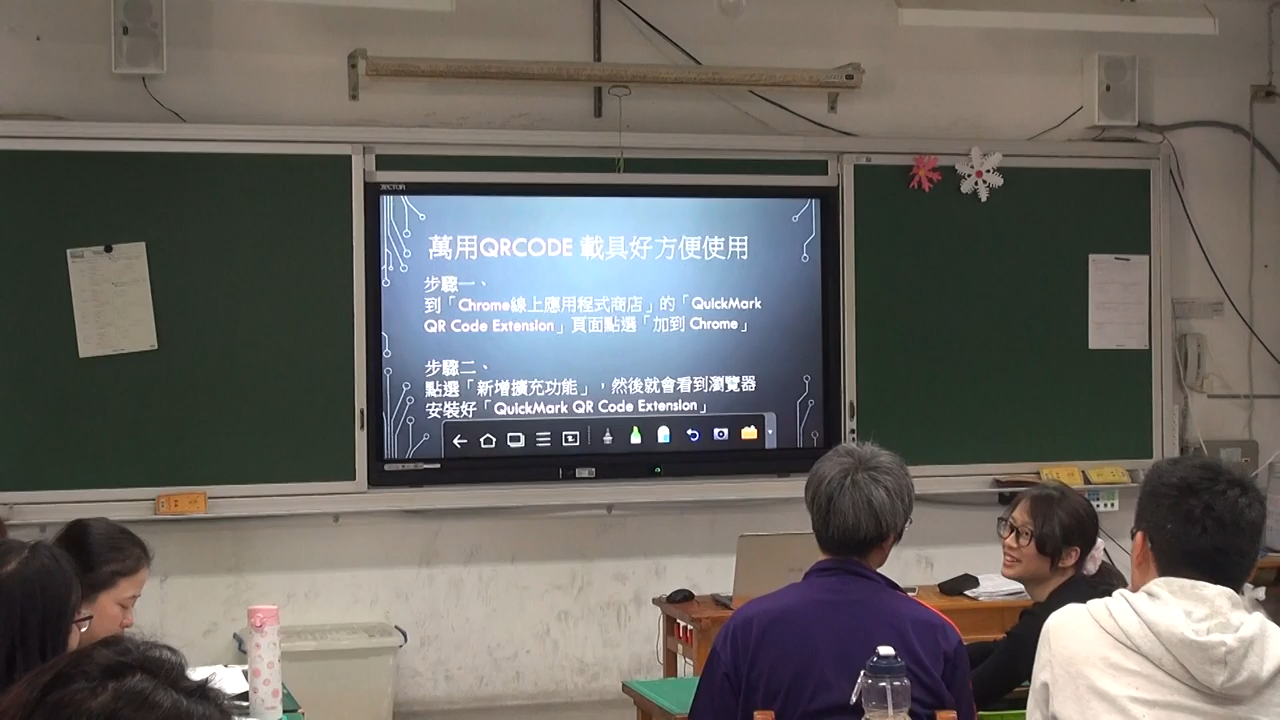 萬用QRCODE 載具好方便使用
步驟一、
到「Chrome線上應用程式商店」的「QuickMark
QR Code Extension」頁面點選「加到 Chrome」
步驟二、
點選「新增擴充功能」，然後就會看到瀏覽器
安裝好「QuickMark QR Code Extension」